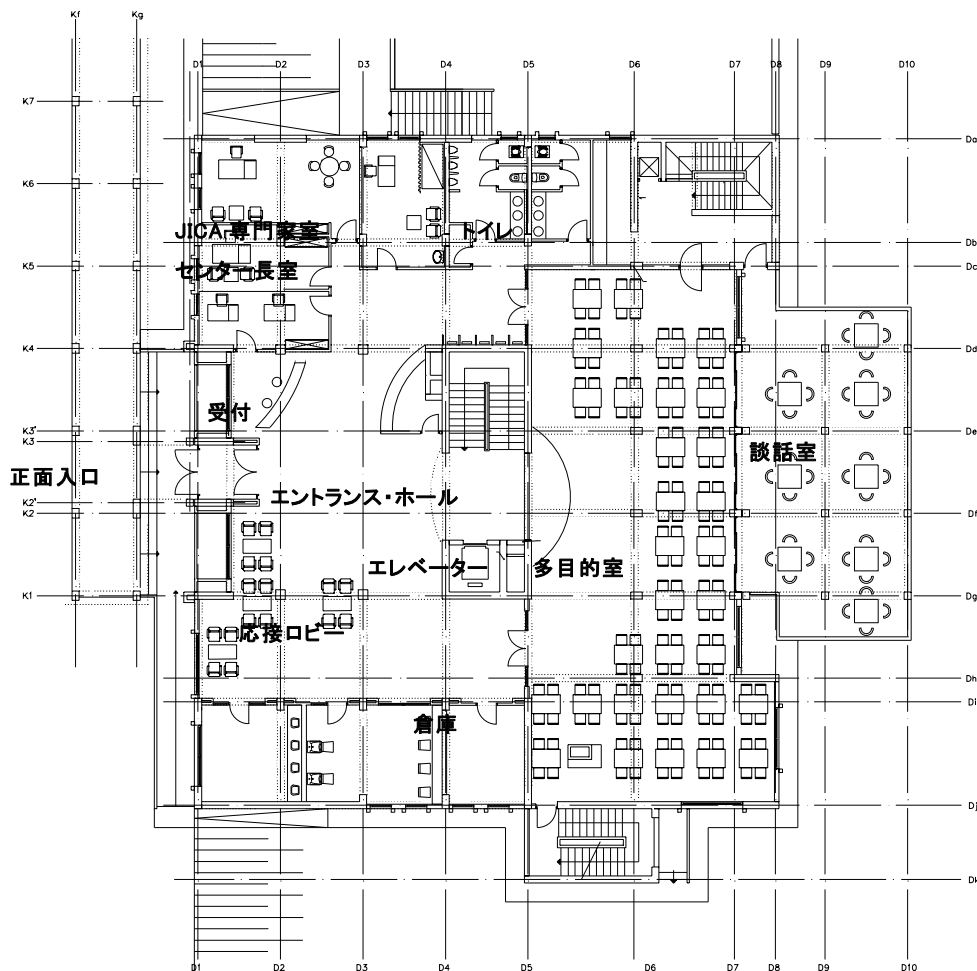 Kf Kg
D1 D2 D3 D4 D5 D6 D7 D8 D9 D10
K7
Da
K6
JICA専門家室
トイレ
Db
K5
センター長室
Dc
K4
Dd
受付
K3'
De
K3
談話室
正面入口
エントランス・ホール
K2'
K2
Df
エレベーター
多目的室
K1
Dg
応接ロビー
Dh
Di
倉庫
Dj
Dk
D1 D2 D3 D4 D5 D6 D7 D8 D9 D10